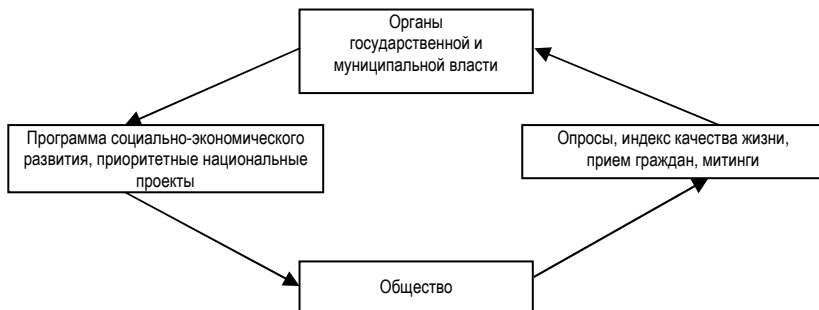 Органы
государственной и
муниципальной власти
Программа социально-экономического
развития, приоритетные национальные
проекты
Опросы, индекс качества жизни,
прием граждан, митинги
Общество